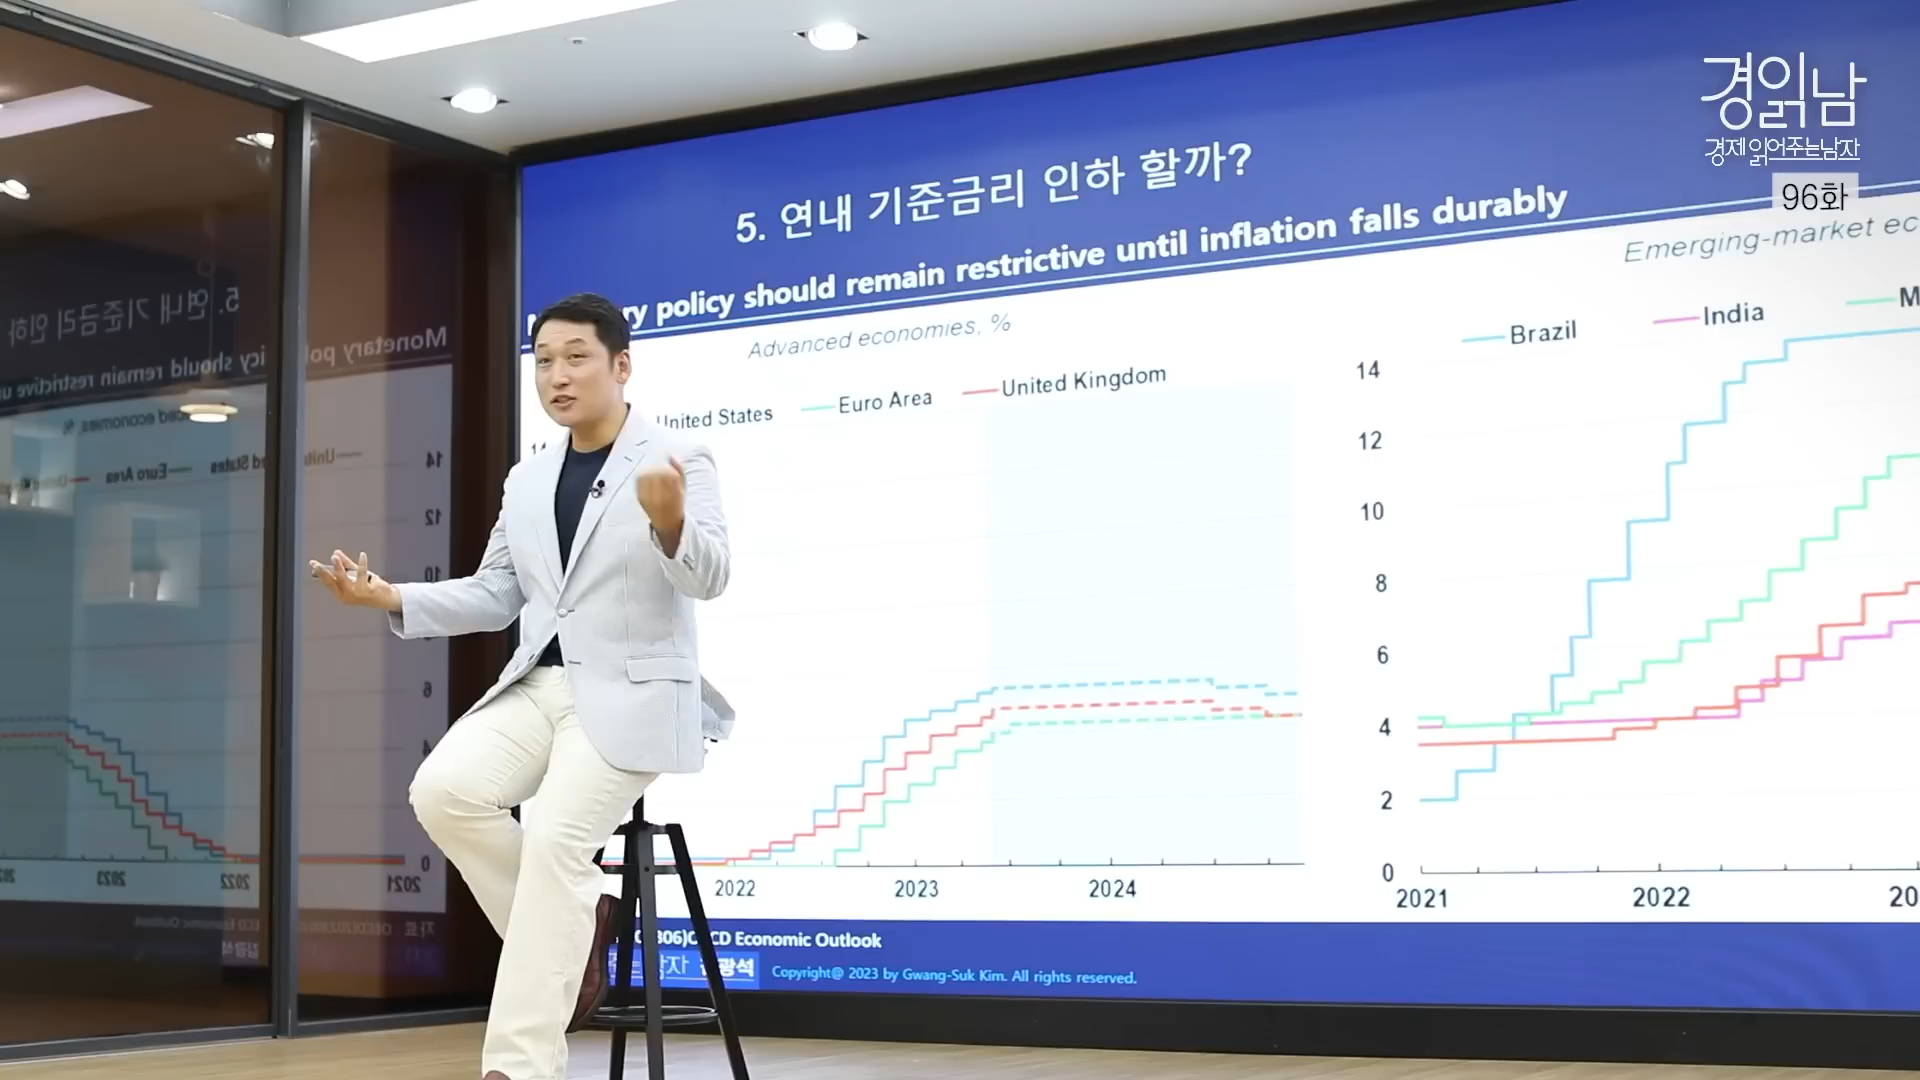 경읽남
경제 읽어주는남자
96화
5. 연내 기준금리 인하 할까?
policy should remain restrictive until inflation falls durably
Advanced economies, %
United States Euro Area United Kingdom
2022 2023 2024
Emerging-market ec
Brazil India M
14
12
10
8
6
4
2
0
2021 2022 20
Economic Outlook
Copyright@ 2023 by Gwang-Suk Kim. All rights reserved.